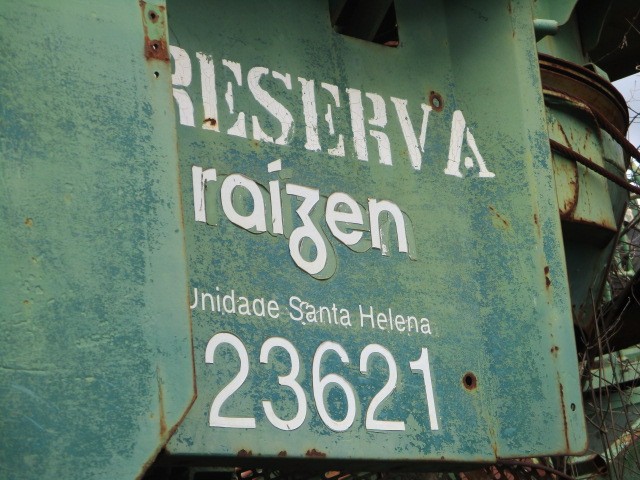 RESERVA
raízen
Unidade Santa Helena
23621